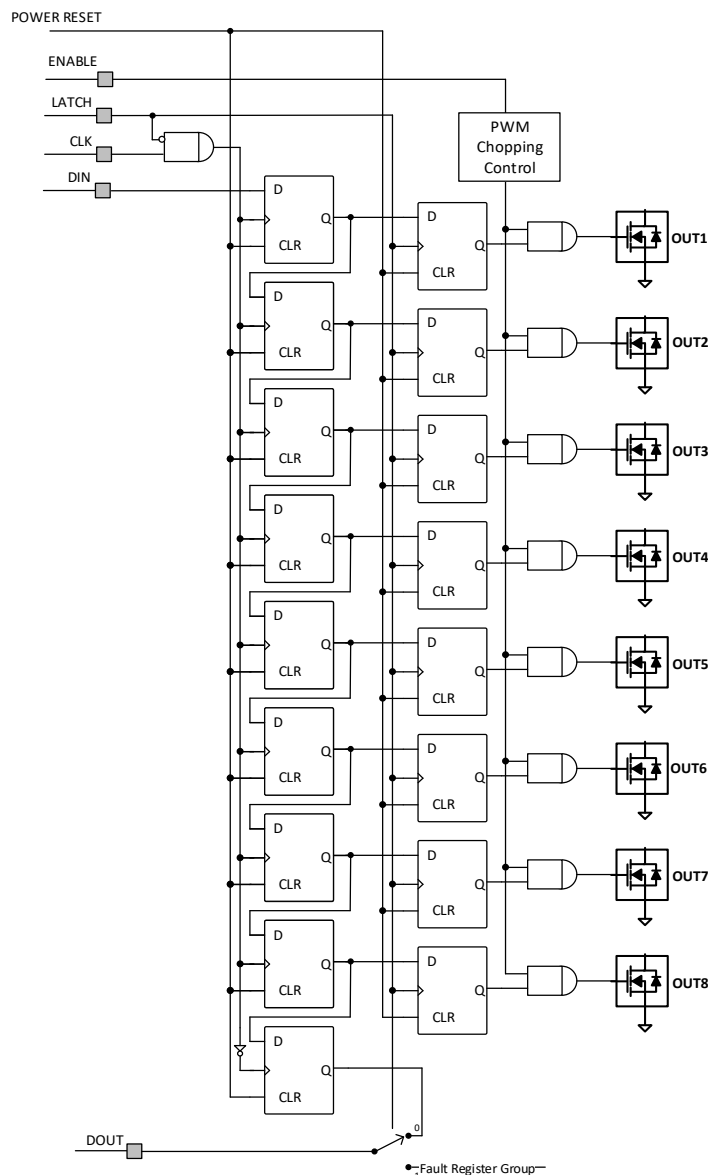 POWER RESET
ENABLE
LATCH
CLK
DIN
PWM
Chopping
Control
D
Q
CLR
D
Q
CLR
OUT1
D
Q
CLR
D
Q
CLR
OUT2
D
Q
CLR
D
Q
CLR
OUT3
D
Q
CLR
D
Q
CLR
OUT4
D
Q
CLR
D
Q
CLR
OUT5
D
Q
CLR
D
Q
CLR
OUT6
D
Q
CLR
D
Q
CLR
OUT7
D
Q
CLR
D
Q
CLR
OUT8
D
Q
CLR
0
DOUT
Fault Register Group
1